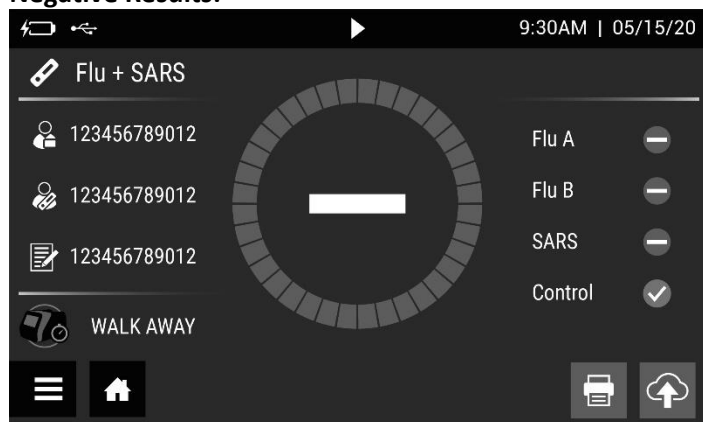 Negative Results:
9:30AM | 05/15/20
Flu + SARS
123456789012
123456789012
123456789012
WALK AWAY
Flu A
Flu B
SARS
Control